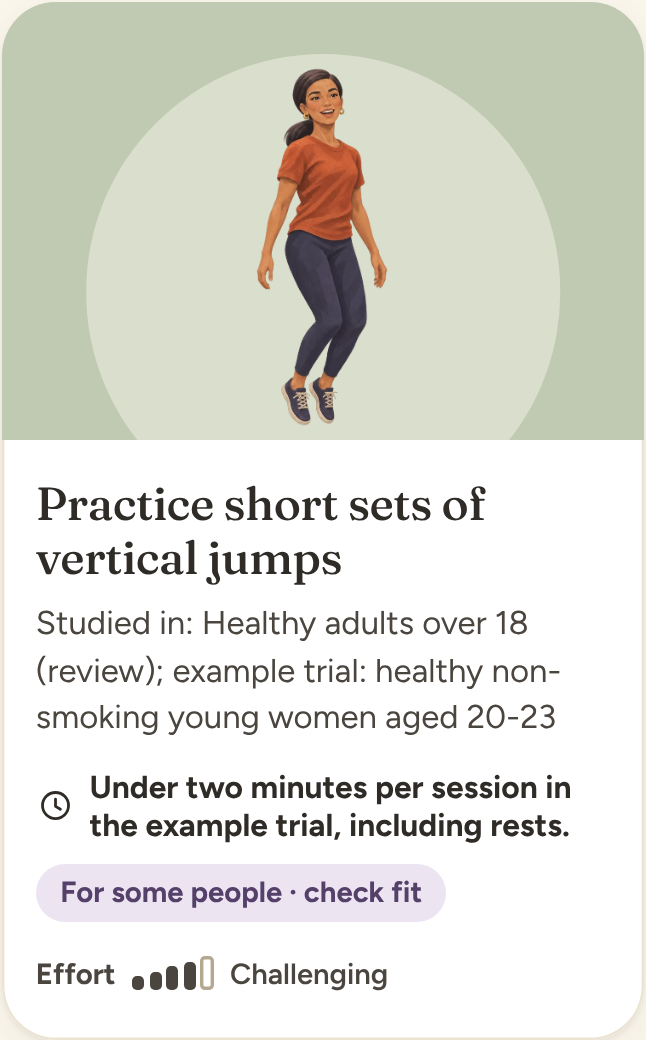 Practice short sets of
vertical jumps
Studied in: Healthy adults over 18
(review); example trial: healthy non-
smoking young women aged 20-23
Under two minutes per session in
the example trial, including rests.
For some people · check fit
Effort Challenging